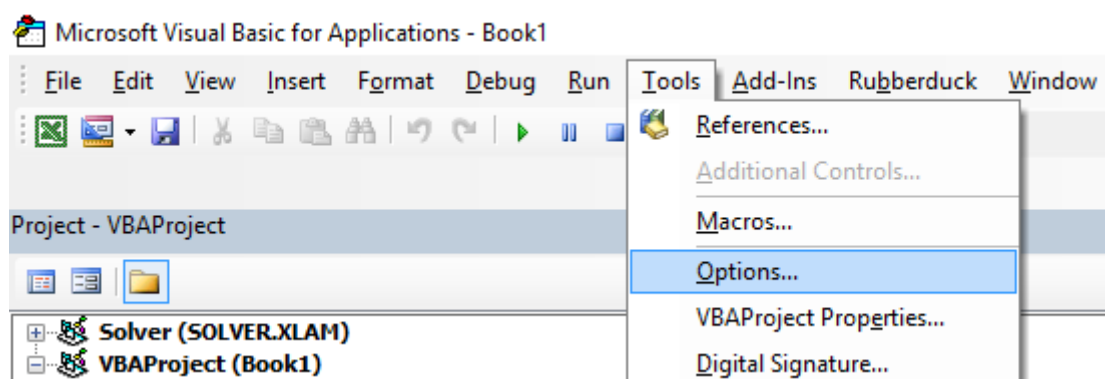 Microsoft Visual Basic for Applications - Book1
File Edit View Insert Format Debug Run Tools Add-Ins Rubberduck Window
References...
Additional Controls...
Project - VBAProject
Macros...
Options...
VBAProject Properties...
Solver (SOLVER.XLAM)
VBAProject (Book1)
Digital Signature...